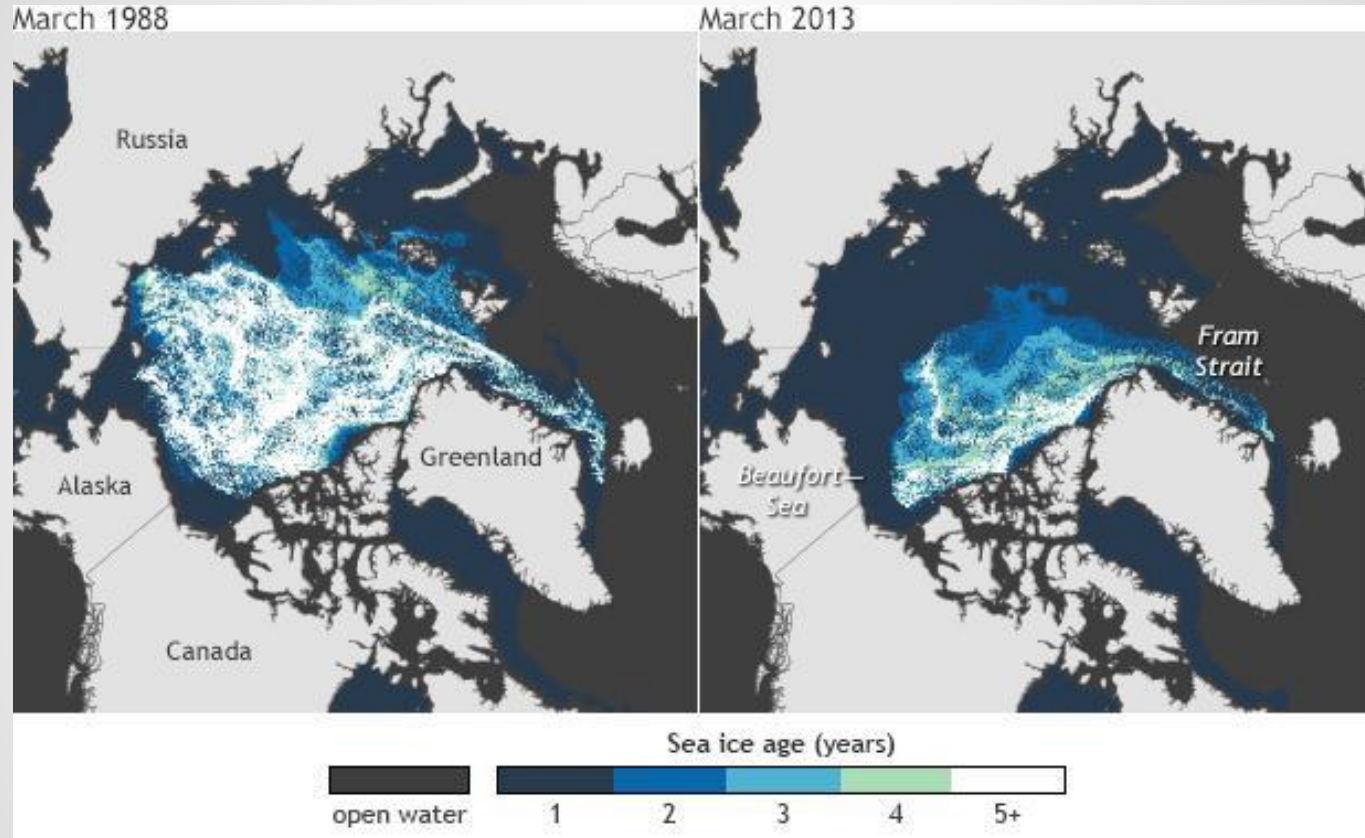 March 1988
March 2013
Russia
Alaska
Greenland
Canada
Fram
Strait
Beaufort
Sea
Sea ice age (years)
open water
1 2 3 4 5+